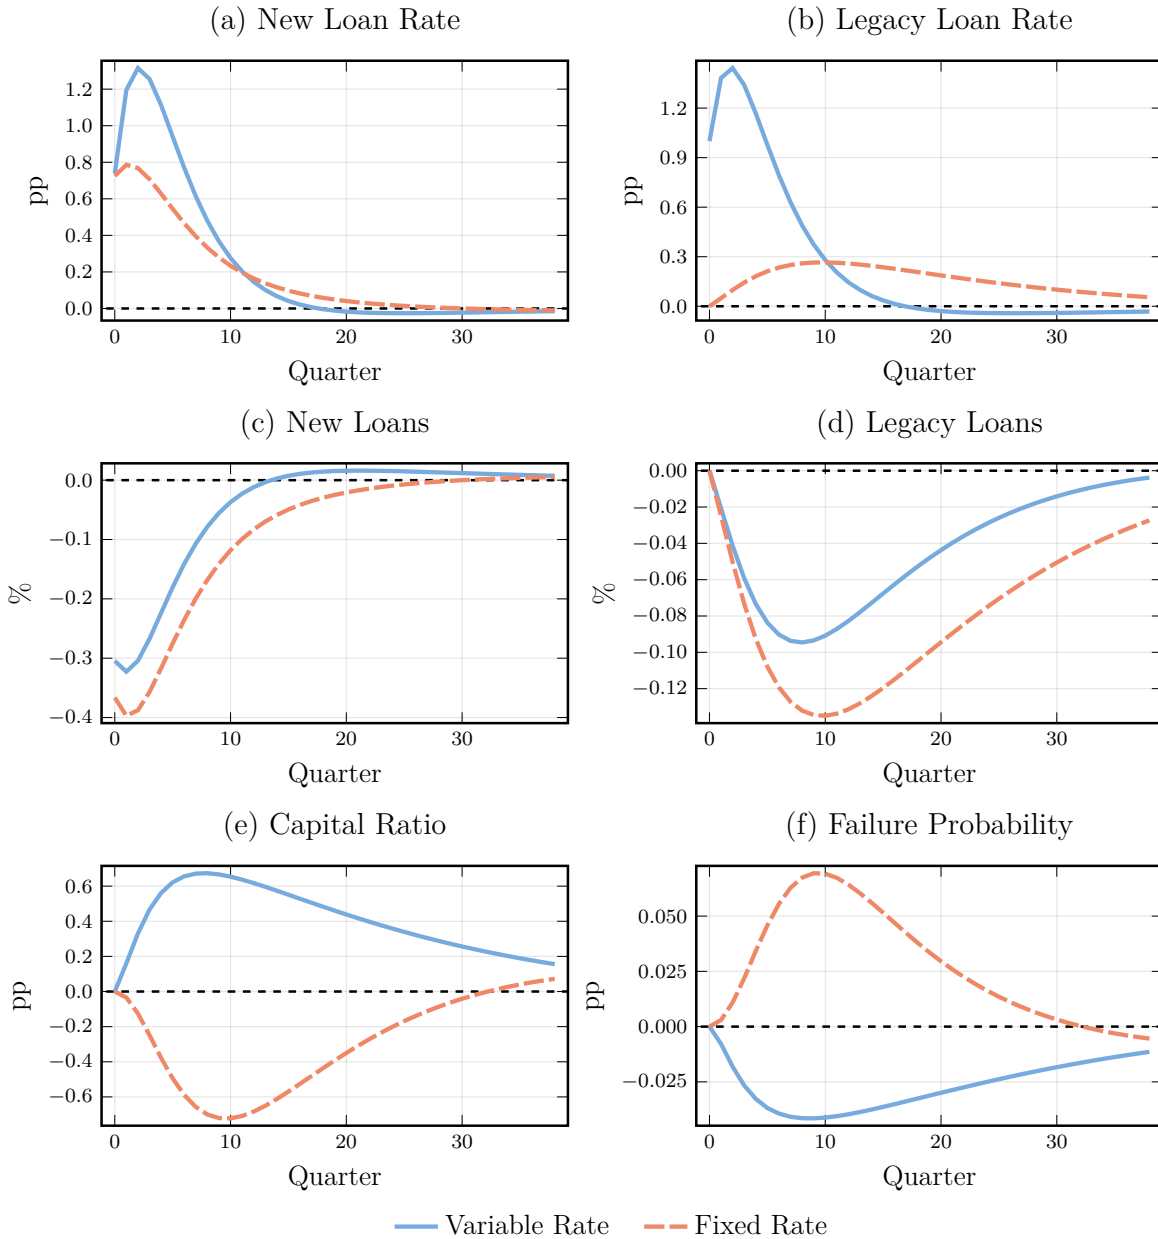 (a) New Loan Rate
(b) Legacy Loan Rate
pp
1.2
1.0
0.8
0.6
0.4
0.2
0.0
0 10 20 30
Quarter
pp
1.2
0.9
0.6
0.3
0.0
0 10 20 30
Quarter
(c) New Loans
(d) Legacy Loans
%
0.0
−0.1
−0.2
−0.3
−0.4
0 10 20 30
Quarter
%
0.00
−0.02
−0.04
−0.06
−0.08
−0.10
−0.12
0 10 20 30
Quarter
(e) Capital Ratio
(f) Failure Probability
pp
0.6
0.4
0.2
0.0
−0.2
−0.4
−0.6
0 10 20 30
Quarter
pp
0.050
0.025
0.000
−0.025
0 10 20 30
Quarter
Variable Rate Fixed Rate